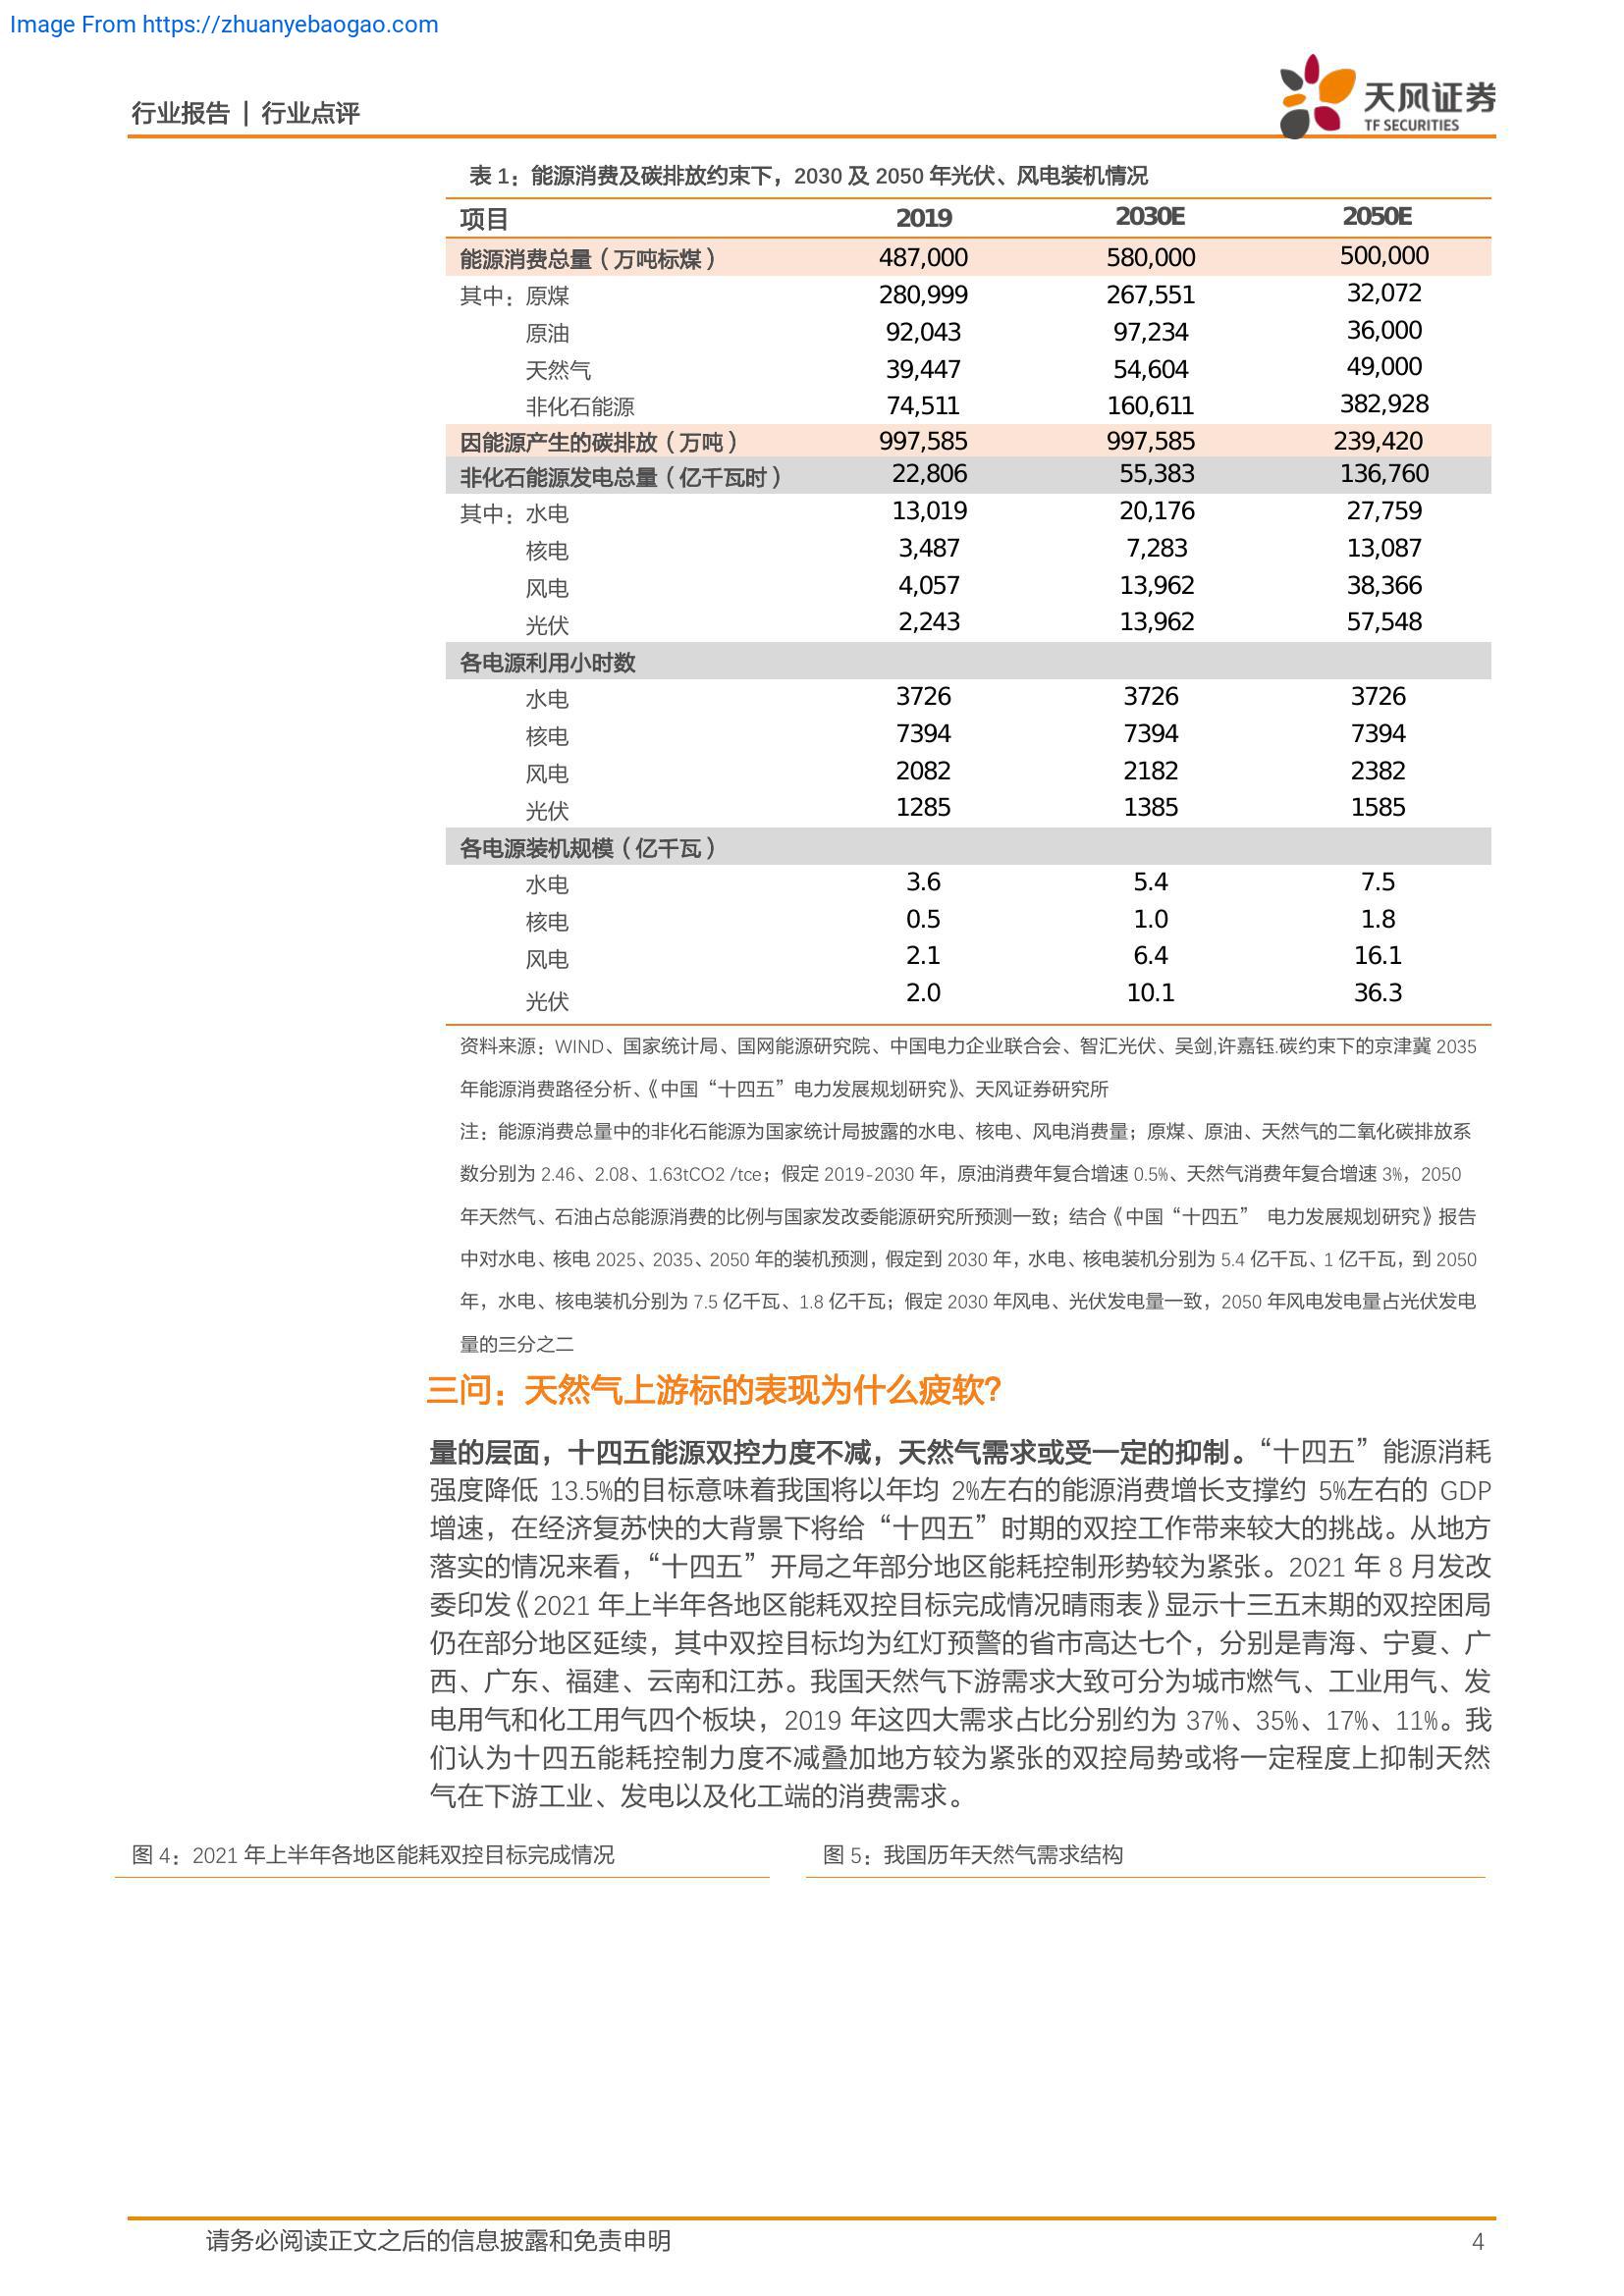 Image From https://zhuanyebaogao.com
行业报告 | 行业点评
天风证券
TF SECURITIES
表 1：能源消费及碳排放约束下，2030 及 2050 年光伏、风电装机情况
项目 2019 2030E 2050E
能源消费总量（万吨标煤） 487,000 580,000 500,000
其中：原煤 280,999 267,551 32,072
原油 92,043 97,234 36,000
天然气 39,447 54,604 49,000
非化石能源 74,511 160,611 382,928
因能源产生的碳排放（万吨） 997,585 997,585 239,420
非化石能源发电总量（亿千瓦时） 22,806 55,383 136,760
其中：水电 13,019 20,176 27,759
核电 3,487 7,283 13,087
风电 4,057 13,962 38,366
光伏 2,243 13,962 57,548
各电源利用小时数
水电 3726 3726 3726
核电 7394 7394 7394
风电 2082 2182 2382
光伏 1285 1385 1585
各电源装机规模（亿千瓦）
水电 3.6 5.4 7.5
核电 0.5 1.0 1.8
风电 2.1 6.4 16.1
光伏 2.0 10.1 36.3
资料来源：WIND、国家统计局、国网能源研究院、中国电力企业联合会、智汇光伏、吴剑,许嘉钰.碳约束下的京津冀 2035
年能源消费路径分析、《中国“十四五”电力发展规划研究》、天风证券研究所
注：能源消费总量中的非化石能源为国家统计局披露的水电、核电、风电消费量；原煤、原油、天然气的二氧化碳排放系
数分别为 2.46、2.08、1.63tCO2 /tce；假定 2019-2030 年，原油消费年复合增速 0.5%、天然气消费年复合增速 3%，2050
年天然气、石油占总能源消费的比例与国家发改委能源研究所预测一致；结合《中国“十四五” 电力发展规划研究》报告
中对水电、核电 2025、2035、2050 年的装机预测，假定到 2030 年，水电、核电装机分别为 5.4 亿千瓦、1 亿千瓦，到 2050
年，水电、核电装机分别为 7.5 亿千瓦、1.8 亿千瓦；假定 2030 年风电、光伏发电量一致，2050 年风电发电量占光伏发电
量的三分之二
三问：天然气上游标的表现为什么疲软？
量的层面，十四五能源双控力度不减，天然气需求或受一定的抑制。“十四五”能源消耗
强度降低 13.5%的目标意味着我国将以年均 2%左右的能源消费增长支撑约 5%左右的 GDP
增速，在经济复苏快的大背景下将给“十四五”时期的双控工作带来较大的挑战。从地方
落实的情况来看，“十四五”开局之年部分地区能耗控制形势较为紧张。2021 年 8 月发改
委印发《2021 年上半年各地区能耗双控目标完成情况晴雨表》显示十三五末期的双控困局
仍在部分地区延续，其中双控目标均为红灯预警的省市高达七个，分别是青海、宁夏、广
西、广东、福建、云南和江苏。我国天然气下游需求大致可分为城市燃气、工业用气、发
电用气和化工用气四个板块，2019 年这四大需求占比分别约为 37%、35%、17%、11%。我
们认为十四五能耗控制力度不减叠加地方较为紧张的双控局势或将一定程度上抑制天然
气在下游工业、发电以及化工端的消费需求。
图 4：2021 年上半年各地区能耗双控目标完成情况
图 5：我国历年天然气需求结构
请务必阅读正文之后的信息披露和免责申明 4